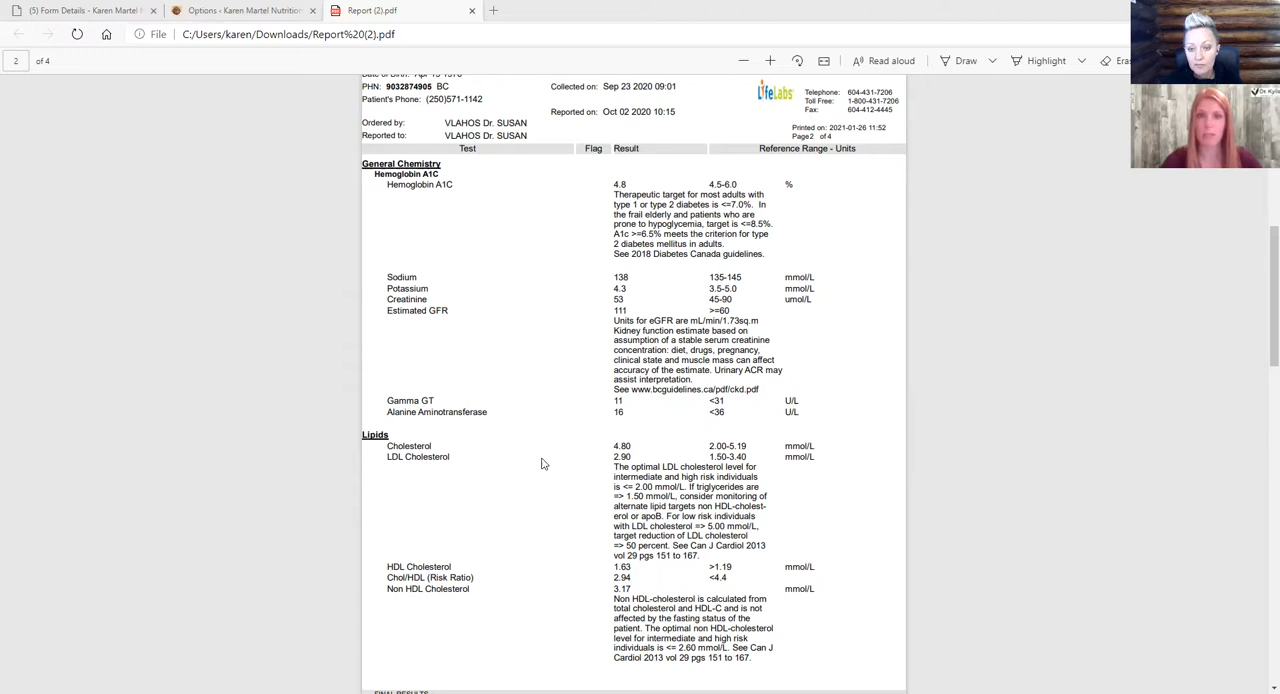 (5) Form Details - Karen Martel
Options - Karen Martel Nutrition
Report (2).pdf
File
C:/Users/karen/Downloads/Report%20(2).pdf
2 of 4
Read aloud
Draw
Highlight
PHN: 9032874905 BC
Patient's Phone: (250)571-1142
Collected on: Sep 23 2020 09:01
Reported on: Oct 02 2020 10:15
LifeLabs
Telephone: 604-431-7206
Toll Free: 1-800-431-7206
Fax: 604-412-4445
Ordered by: VLAHOS Dr. SUSAN
Reported to: VLAHOS Dr. SUSAN
Printed on: 2021-01-26 11:52
Page2 of 4
Test Flag Result Reference Range - Units
General Chemistry
Hemoglobin A1C
Hemoglobin A1C 4.8 4.5-6.0 %
Therapeutic target for most adults with
type 1 or type 2 diabetes is <=7.0%. In
the frail elderly and patients who are
prone to hypoglycemia, target is <=8.5%.
A1c >=6.5% meets the criterion for type
2 diabetes mellitus in adults.
See 2018 Diabetes Canada guidelines.
Sodium 138 135-145 mmol/L
Potassium 4.3 3.5-5.0 mmol/L
Creatinine 53 45-90 umol/L
Estimated GFR 111 >=60
Units for eGFR are mL/min/1.73sq.m
Kidney function estimate based on
assumption of a stable serum creatinine
concentration: diet, drugs, pregnancy,
clinical state and muscle mass can affect
accuracy of the estimate. Urinary ACR may
assist interpretation.
See www.bcguidelines.ca/pdf/ckd.pdf
Gamma GT 11 <31 U/L
Alanine Aminotransferase 16 <36 U/L
Lipids
Cholesterol 4.80 2.00-5.19 mmol/L
LDL Cholesterol 2.90 1.50-3.40 mmol/L
The optimal LDL cholesterol level for
intermediate and high risk individuals
is <= 2.00 mmol/L. If triglycerides are
=> 1.50 mmol/L, consider monitoring of
alternate lipid targets non HDL-cholest-
erol or apoB. For low risk individuals
with LDL cholesterol => 5.00 mmol/L,
target reduction of LDL cholesterol
=> 50 percent. See Can J Cardiol 2013
vol 29 pgs 151 to 167.
HDL Cholesterol 1.63 >1.19 mmol/L
Chol/HDL (Risk Ratio) 2.94 <4.4
Non HDL Cholesterol 3.17 mmol/L
Non HDL-cholesterol is calculated from
total cholesterol and HDL-C and is not
affected by the fasting status of the
patient. The optimal non HDL-cholesterol
level for intermediate and high risk
individuals is <= 2.60 mmol/L. See Can J
Cardiol 2013 vol 29 pgs 151 to 167.